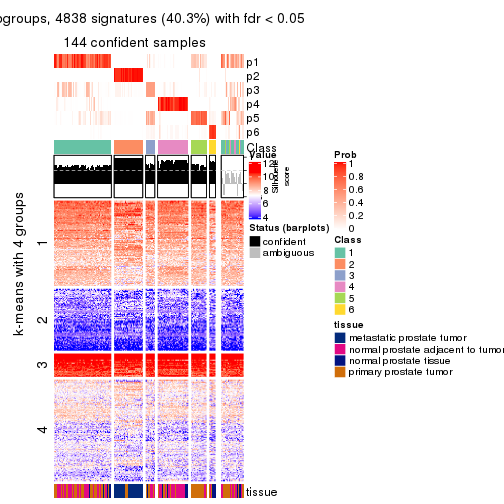 ogroups, 4838 signatures (40.3%) with fdr < 0.05
144 confident samples
p1
p2
p3
p4
p5
p6
Class
silhouette
score
k-means with 4 groups
1
2
3
4
tissue
Value
12
10
8
6
4
Status (barplots)
confident
ambiguous
Prob
1
0.8
0.6
0.4
0.2
0
Class
1
2
3
4
5
6
tissue
metastatic prostate tumor
normal prostate adjacent to tumor
normal prostate tissue
primary prostate tumor